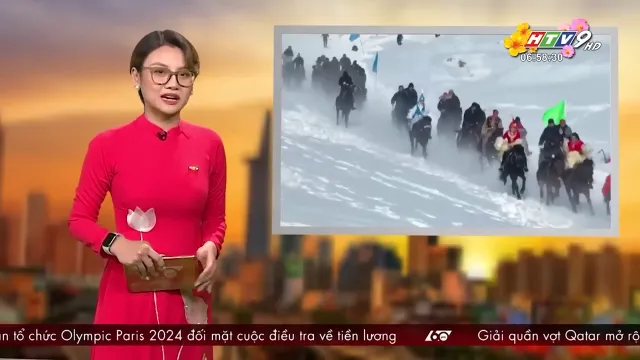 HTV9 HD
06:58:30
n tổ chức Olympic Paris 2024 đối mặt cuộc điều tra về tiền lương 60 Giải quần vợt Qatar mở rộ